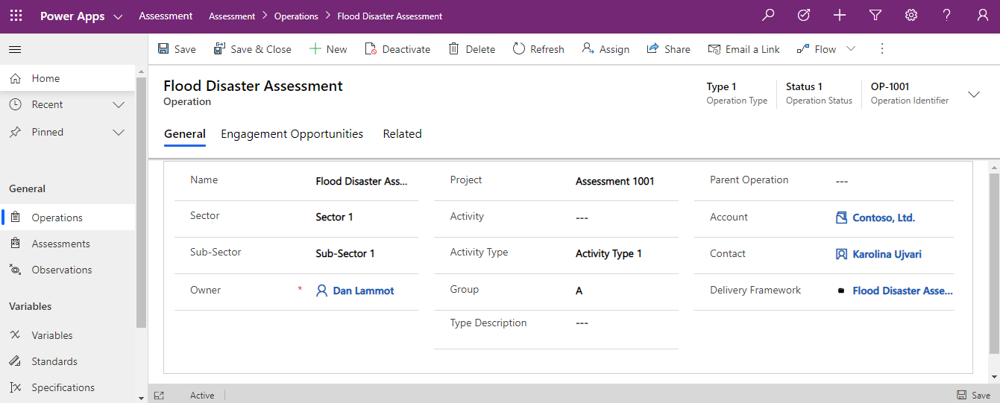 Power Apps Assessment Assessment > Operations > Flood Disaster Assessment
Save Save & Close New Deactivate Delete Refresh Assign Share Email a Link Flow
Home
Recent
Pinned
General
Operations
Assessments
Observations
Variables
Variables
Standards
Specifications
Flood Disaster Assessment
Operation
Type 1
Operation Type
Status 1
Operation Status
OP-1001
Operation Identifier
General Engagement Opportunities Related
Name Flood Disaster Ass...
Sector Sector 1
Sub-Sector Sub-Sector 1
Owner * Dan Lammot
Project Assessment 1001
Activity ---
Activity Type Activity Type 1
Group A
Type Description ---
Parent Operation ---
Account Contoso, Ltd.
Contact Karolina Ujvari
Delivery Framework Flood Disaster Asse...
Active Save